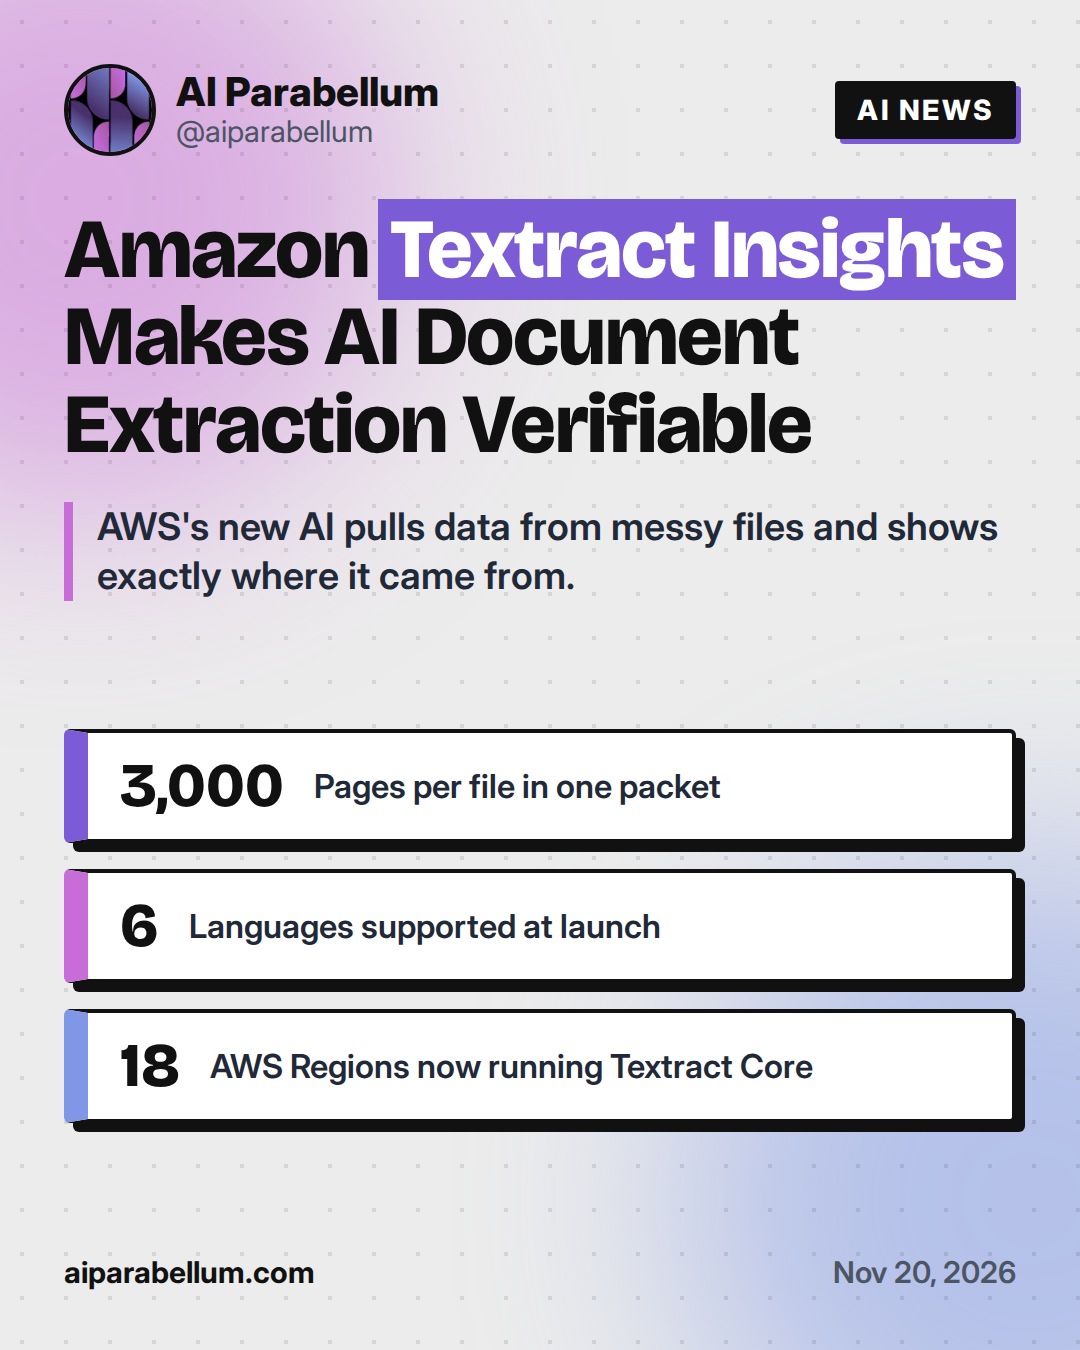 AI Parabellum
@aiparabellum
AI NEWS
Amazon Textract Insights
Makes AI Document
Extraction Verifiable
AWS's new AI pulls data from messy files and shows
exactly where it came from.
3,000 Pages per file in one packet
6 Languages supported at launch
18 AWS Regions now running Textract Core
aiparabellum.com
Nov 20, 2026